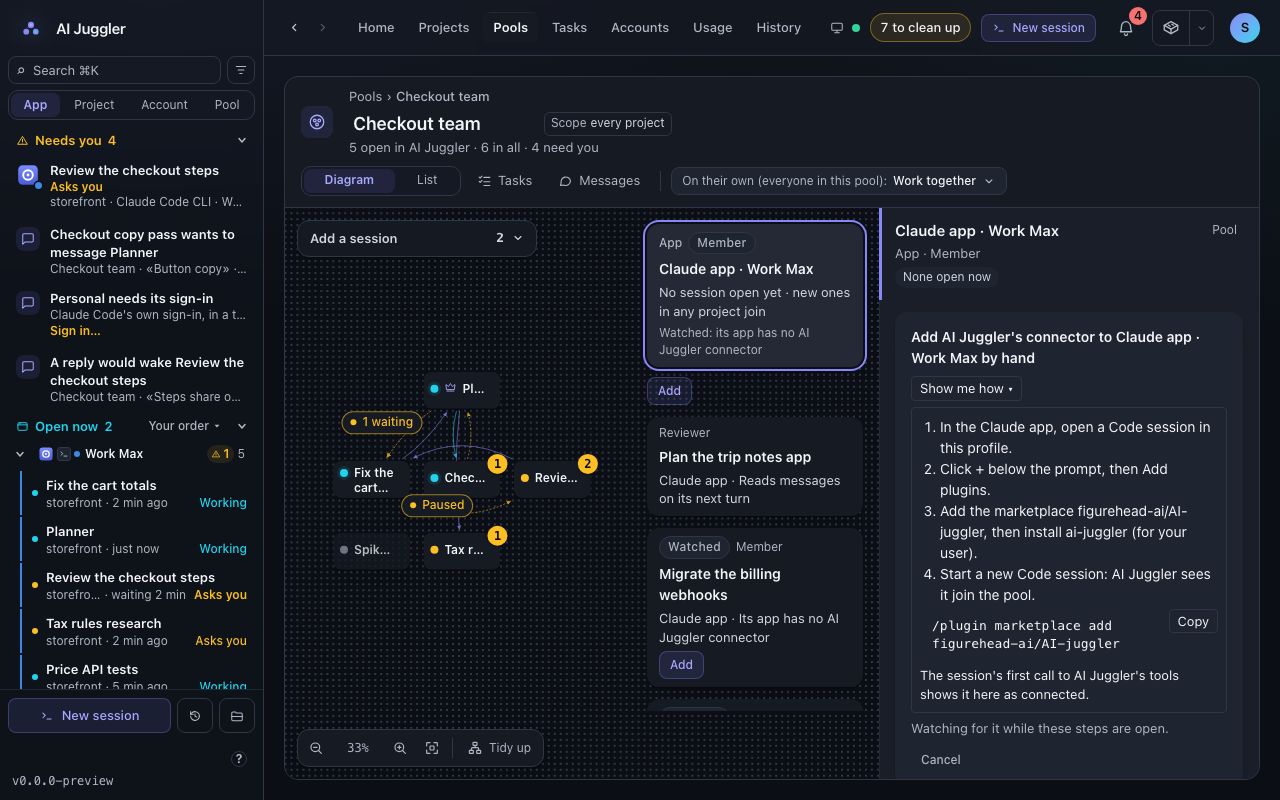 AI Juggler
Search ⌘K
App
Project
Account
Pool
Needs you 4
Review the checkout steps
Asks you
storefront · Claude Code CLI · W…
Checkout copy pass wants to
message Planner
Checkout team · «Button copy» ·…
Personal needs its sign-in
Claude Code's own sign-in, in a t…
Sign in…
A reply would wake Review the
checkout steps
Checkout team · «Steps share o…
Open now 2
Your order
Work Max
1
5
Fix the cart totals
storefront · 2 min ago
Working
Planner
storefront · just now
Working
Review the checkout steps
storefro… · waiting 2 min
Asks you
Tax rules research
storefront · 2 min ago
Asks you
Price API tests
storefront · 5 min ago
Working
New session
?
v0.0.0-preview
Home
Projects
Pools
Tasks
Accounts
Usage
History
7 to clean up
New session
4
S
Pools › Checkout team
Checkout team
Scope every project
5 open in AI Juggler · 6 in all · 4 need you
Diagram
List
Tasks
Messages
On their own (everyone in this pool): Work together
Add a session
2
Pl…
1 waiting
Fix the
cart…
Chec…
1
Revie…
2
Paused
Spik…
Tax r…
1
33%
Tidy up
App
Member
Claude app · Work Max
No session open yet · new ones
in any project join
Watched: its app has no AI
Juggler connector
Add
Reviewer
Plan the trip notes app
Claude app · Reads messages
on its next turn
Watched
Member
Migrate the billing
webhooks
Claude app · Its app has no AI
Juggler connector
Add
Claude app · Work Max
Pool
App · Member
None open now
Add AI Juggler's connector to Claude app ·
Work Max by hand
Show me how
1. In the Claude app, open a Code session in
this profile.
2. Click + below the prompt, then Add
plugins.
3. Add the marketplace figurehead-ai/AI-
juggler, then install ai-juggler (for your
user).
4. Start a new Code session: AI Juggler sees
it join the pool.
/plugin marketplace add
figurehead-ai/AI-juggler
Copy
The session's first call to AI Juggler's tools
shows it here as connected.
Watching for it while these steps are open.
Cancel